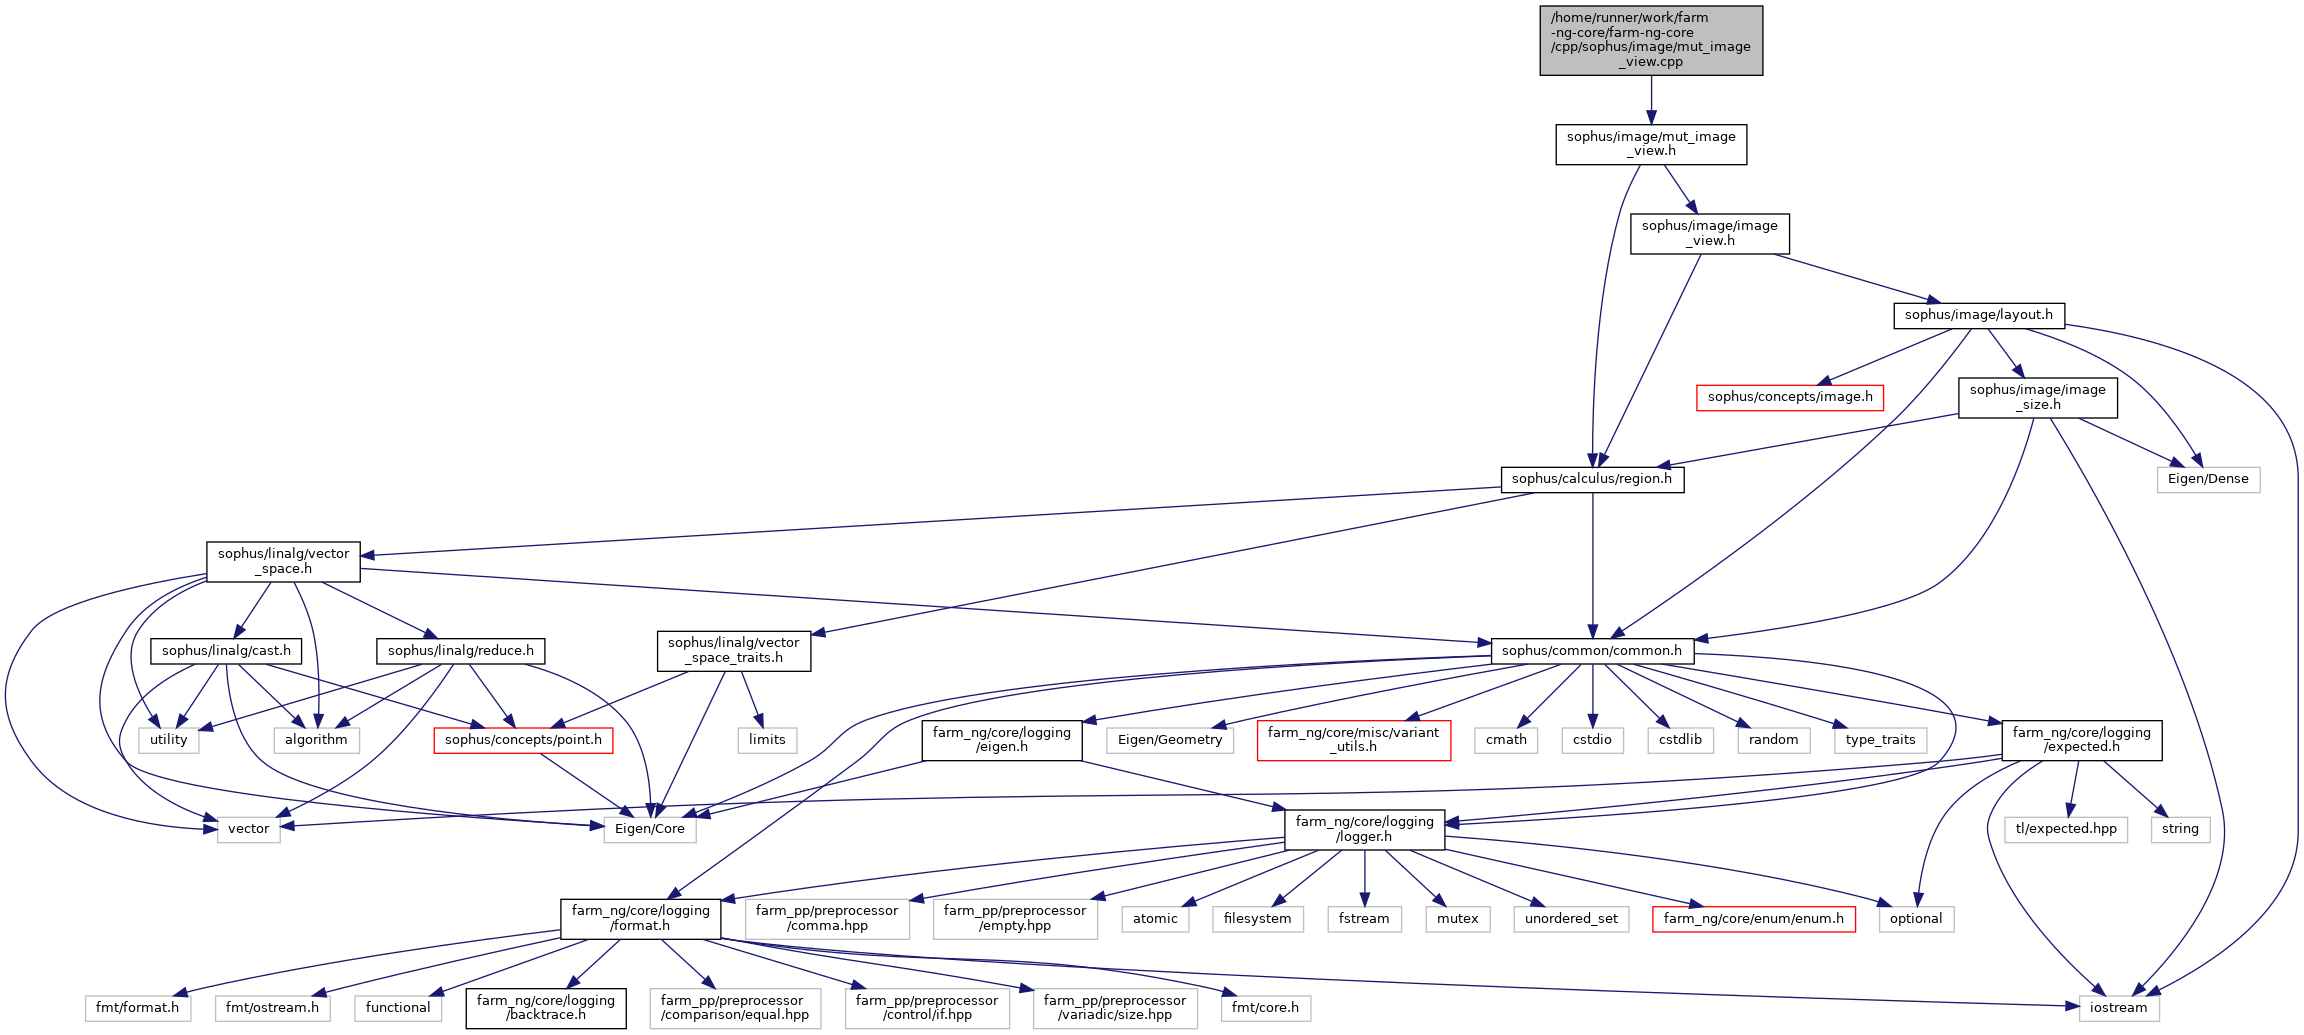 /home/runner/work/farm
-ng-core/farm-ng-core
/cpp/sophus/image/mut_image
_view.cpp
sophus/image/mut_image
_view.h
sophus/image/image
_view.h
sophus/image/layout.h
sophus/concepts/image.h
sophus/image/image
_size.h
sophus/calculus/region.h
Eigen/Dense
sophus/linalg/vector
_space.h
sophus/linalg/cast.h
sophus/linalg/reduce.h
sophus/linalg/vector
_space_traits.h
sophus/common/common.h
utility
algorithm
sophus/concepts/point.h
limits
farm_ng/core/logging
/eigen.h
Eigen/Geometry
farm_ng/core/misc/variant
_utils.h
cmath
cstdio
cstdlib
random
type_traits
farm_ng/core/logging
/expected.h
vector
Eigen/Core
farm_ng/core/logging
/logger.h
tl/expected.hpp
string
farm_ng/core/logging
/format.h
farm_pp/preprocessor
/comma.hpp
farm_pp/preprocessor
/empty.hpp
atomic
filesystem
fstream
mutex
unordered_set
farm_ng/core/enum/enum.h
optional
fmt/format.h
fmt/ostream.h
functional
farm_ng/core/logging
/backtrace.h
farm_pp/preprocessor
/comparison/equal.hpp
farm_pp/preprocessor
/control/if.hpp
farm_pp/preprocessor
/variadic/size.hpp
fmt/core.h
iostream